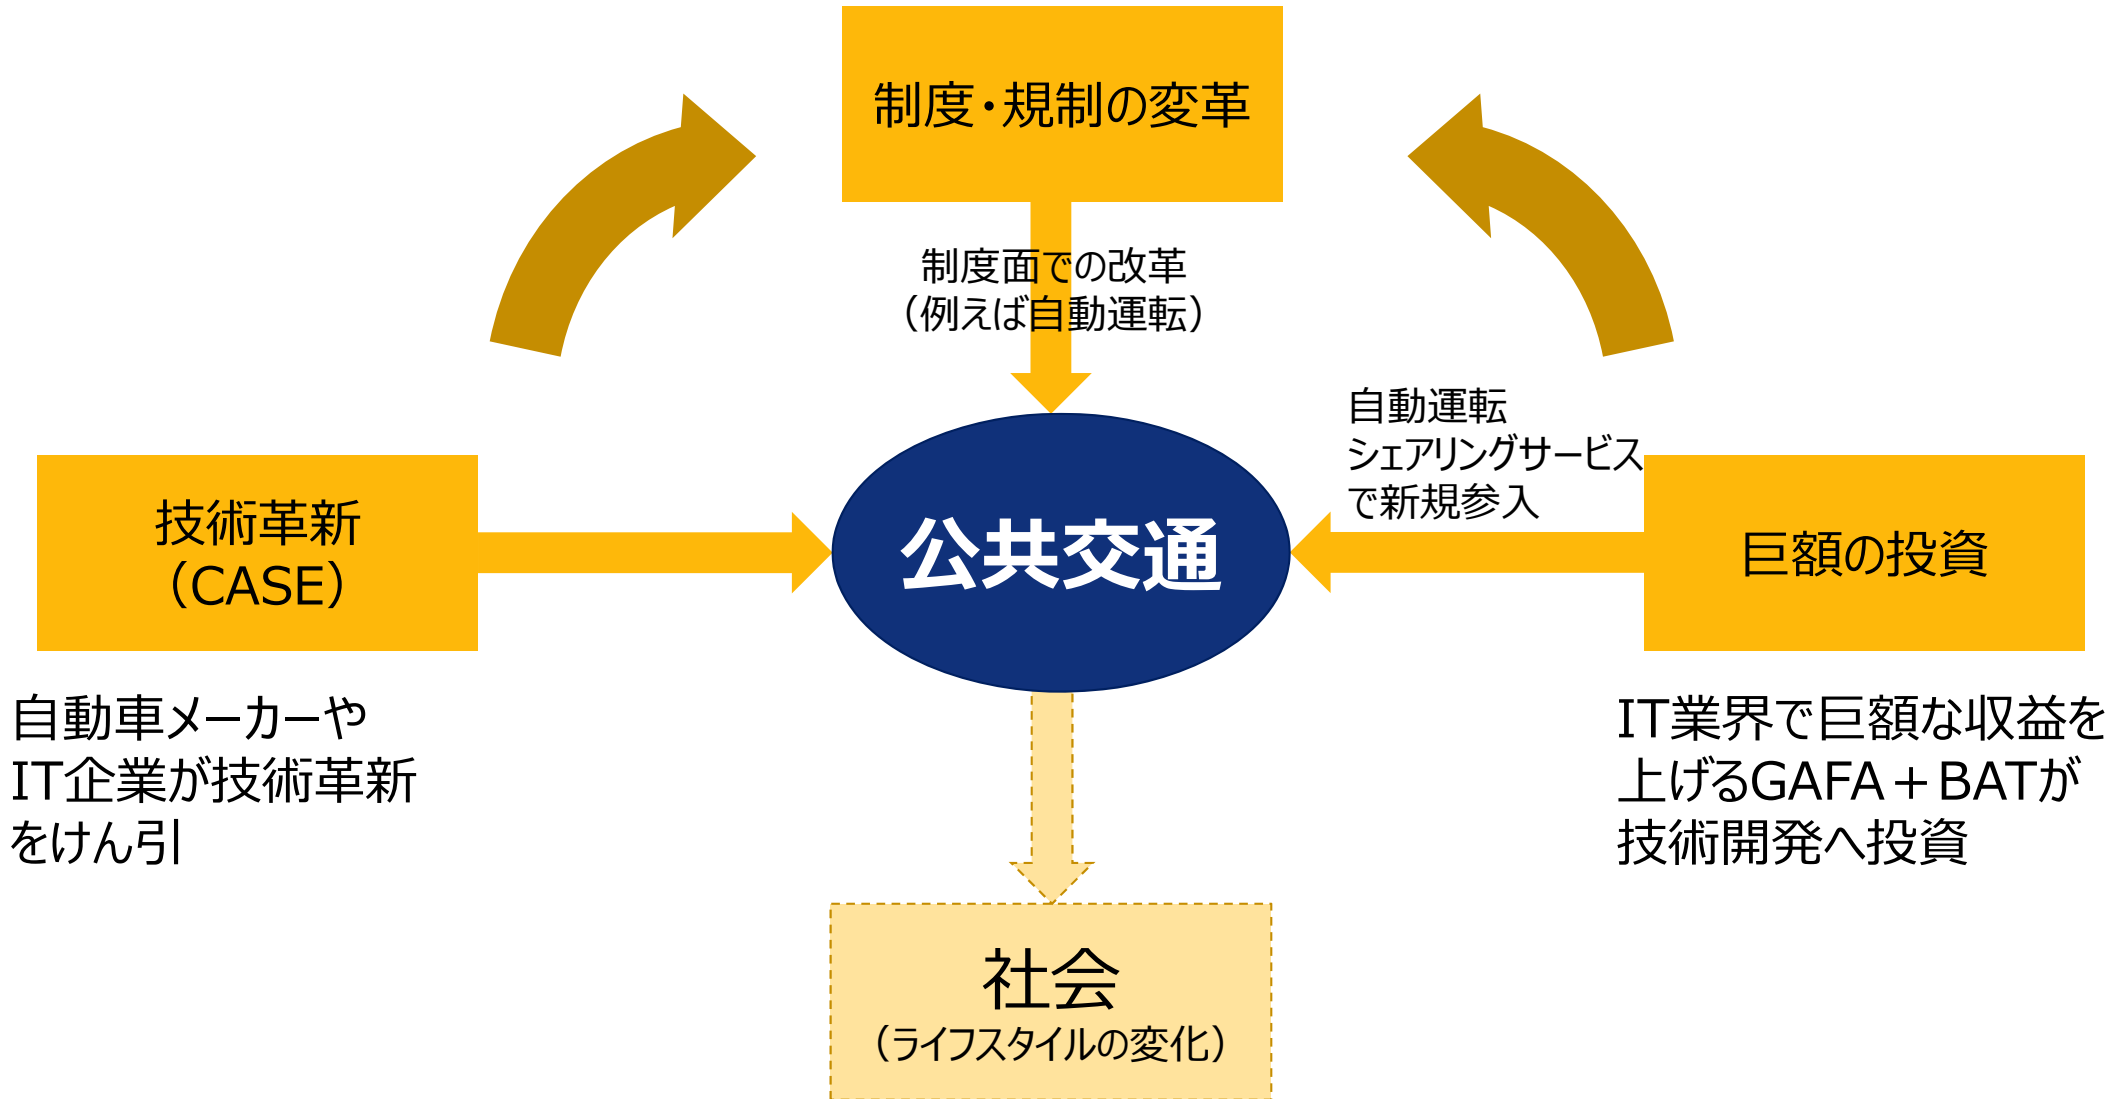 制度・規制の変革
制度面での改革
（例えば自動運転）
自動運転
シェアリングサービス
で新規参入
技術革新
（CASE）
公共交通
巨額の投資
自動車メーカーや
IT企業が技術革新
をけん引
IT業界で巨額な収益を
上げるGAFA＋BATが
技術開発へ投資
社会
（ライフスタイルの変化）